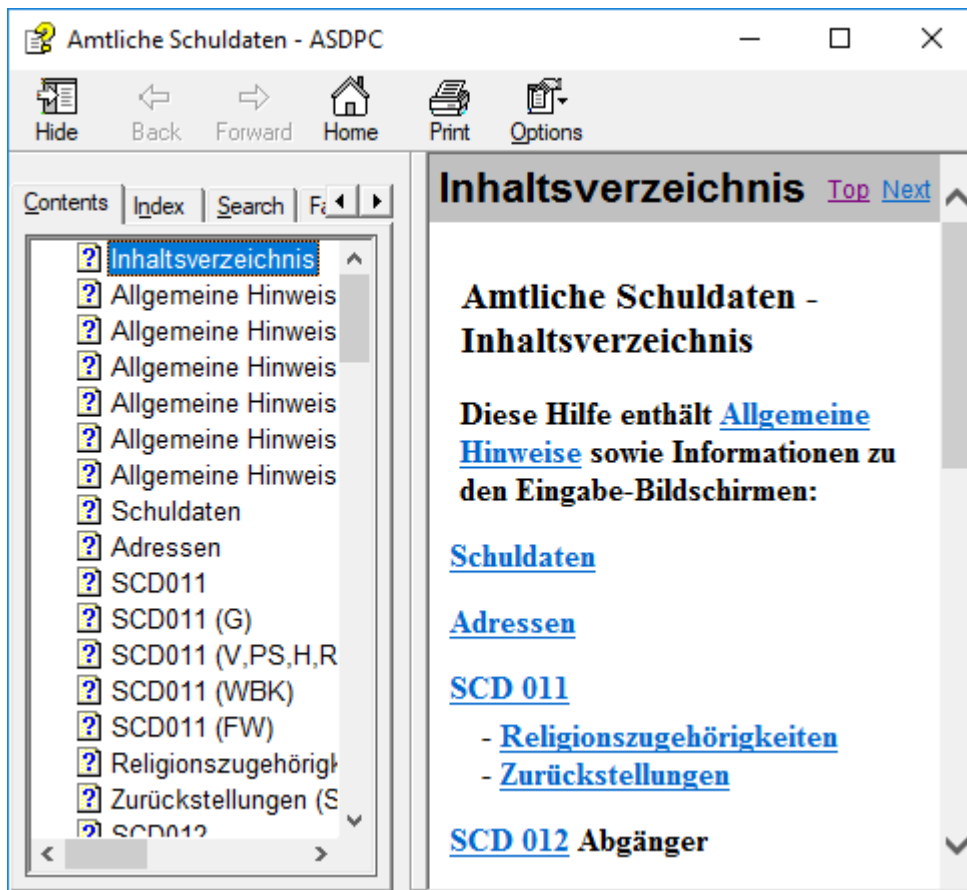 Amtliche Schuldaten - ASDPC
Hide Back Forward Home Print Options
Contents Index Search Fa
Inhaltsverzeichnis
Allgemeine Hinweis
Allgemeine Hinweis
Allgemeine Hinweis
Allgemeine Hinweis
Allgemeine Hinweis
Allgemeine Hinweis
Schuldaten
Adressen
SCD011
SCD011 (G)
SCD011 (V,PS,H,R
SCD011 (WBK)
SCD011 (FW)
Religionszugehörigk
Zurückstellungen (S
SCD012
Inhaltsverzeichnis Top Next
Amtliche Schuldaten -
Inhaltsverzeichnis
Diese Hilfe enthält Allgemeine
Hinweise sowie Informationen zu
den Eingabe-Bildschirmen:
Schuldaten
Adressen
SCD 011
- Religionszugehörigkeiten
- Zurückstellungen
SCD 012 Abgänger